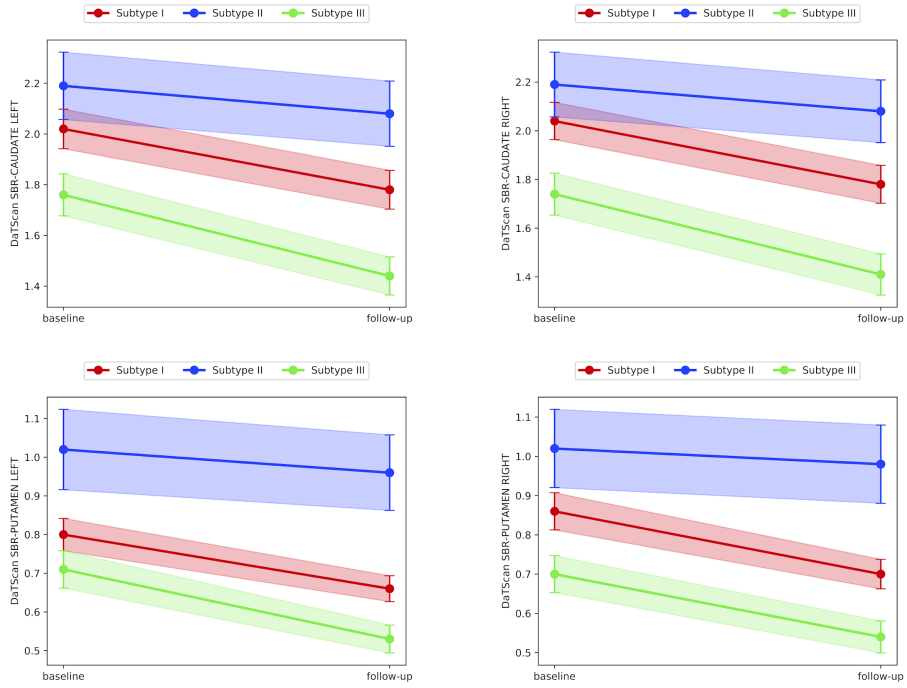 Subtype I Subtype II Subtype III
DaTScan SBR-CAUDATE LEFT
2.2
2.0
1.8
1.6
1.4
baseline follow-up
Subtype I Subtype II Subtype III
DaTScan SBR-CAUDATE RIGHT
2.2
2.0
1.8
1.6
1.4
baseline follow-up
Subtype I Subtype II Subtype III
DaTScan SBR-PUTAMEN LEFT
1.1
1.0
0.9
0.8
0.7
0.6
0.5
baseline follow-up
Subtype I Subtype II Subtype III
DaTScan SBR-PUTAMEN RIGHT
1.1
1.0
0.9
0.8
0.7
0.6
0.5
baseline follow-up